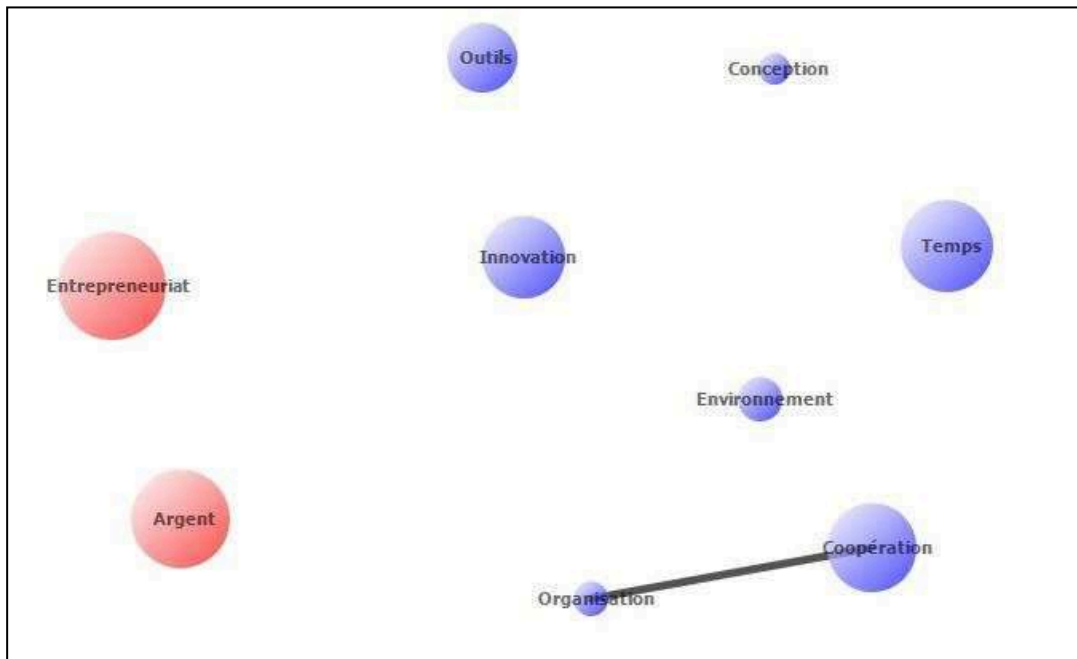 Outils
Conception
Temps
Innovation
Entrepreneuriat
Environnement
Argent
Coopération
Organisation